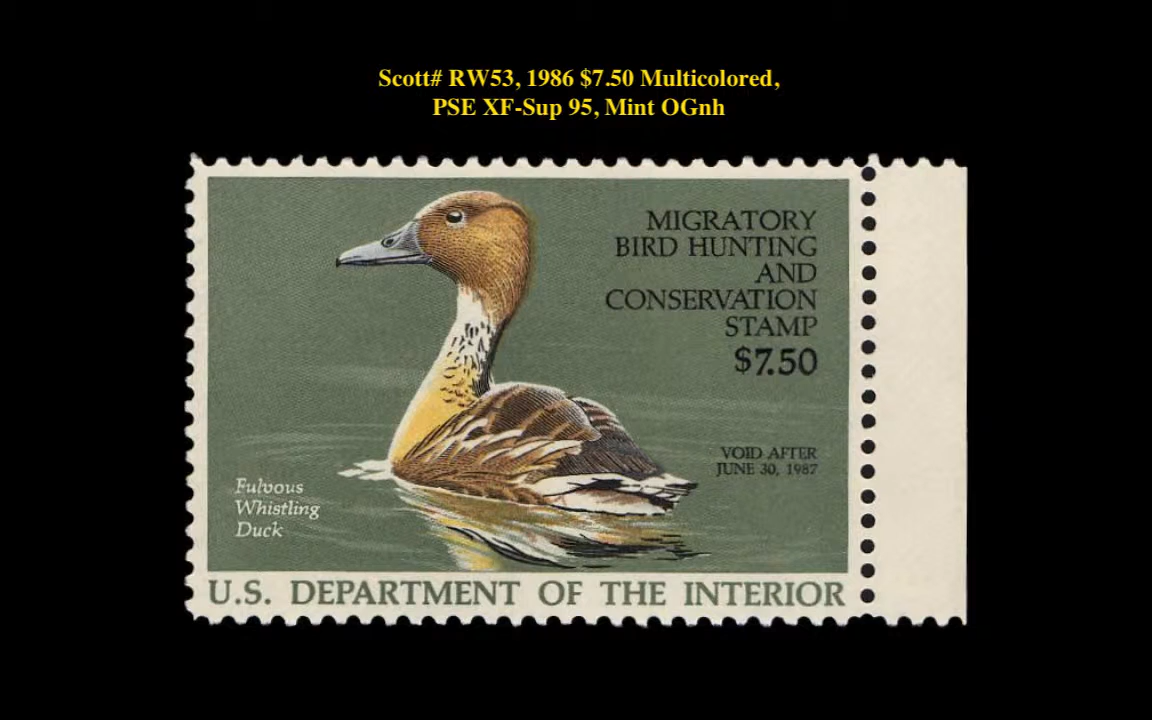 Scott# RW53, 1986 $7.50 Multicolored,
PSE XF-Sup 95, Mint OGnh
MIGRATORY
BIRD HUNTING
AND
CONSERVATION
STAMP
$7.50
VOID AFTER
JUNE 30, 1987
Fulvous
Whistling
Duck
U.S. DEPARTMENT OF THE INTERIOR